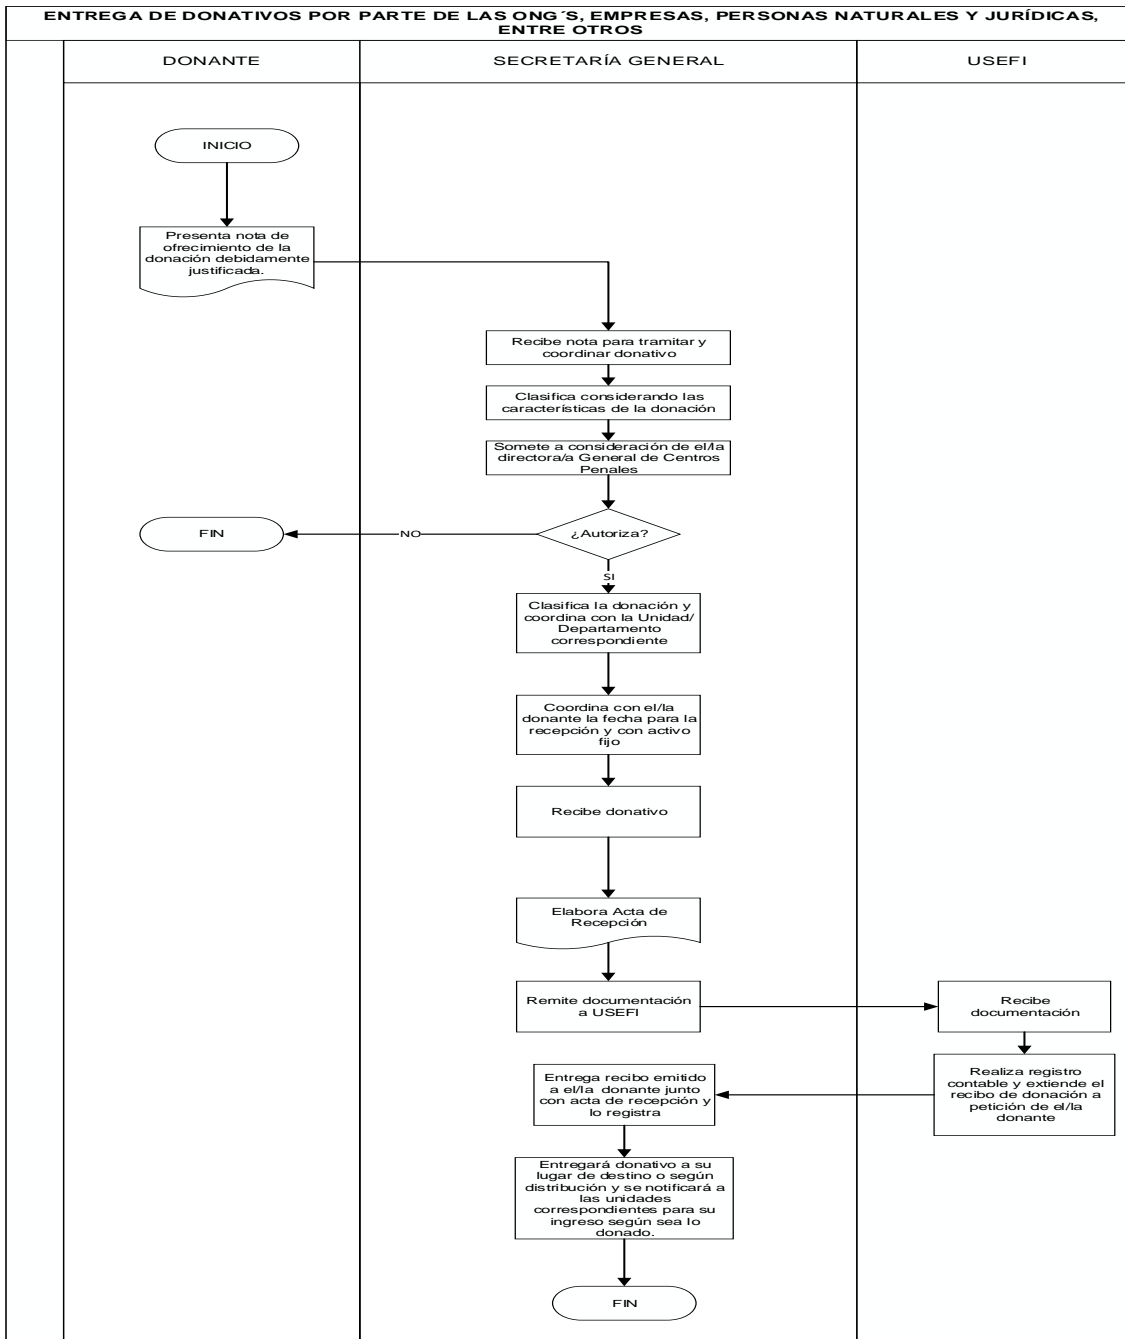 ENTREGA DE DONATIVOS POR PARTE DE LAS ONG´S, EMPRESAS, PERSONAS NATURALES Y JURÍDICAS,
ENTRE OTROS
DONANTE
SECRETARÍA GENERAL
USEFI
INICIO
Presenta nota de
ofrecimiento de la
donación debidamente
justificada.
Recibe nota para tramitar y
coordinar donativo
Clasifica considerando las
características de la donación
Somete a consideración de el/la
directora/a General de Centros
Penales
¿Autoriza?
NO
FIN
SI
Clasifica la donación y
coordina con la Unidad/
Departamento
correspondiente
Coordina con el/la
donante la fecha para la
recepción y con activo
fijo
Recibe donativo
Elabora Acta de
Recepción
Remite documentación
a USEFI
Recibe
documentación
Realiza registro
contable y extiende el
recibo de donación a
petición de el/la
donante
Entrega recibo emitido
a el/la donante junto
con acta de recepción y
lo registra
Entregará donativo a su
lugar de destino o según
distribución y se notificará a
las unidades
correspondientes para su
ingreso según sea lo
donado.
FIN